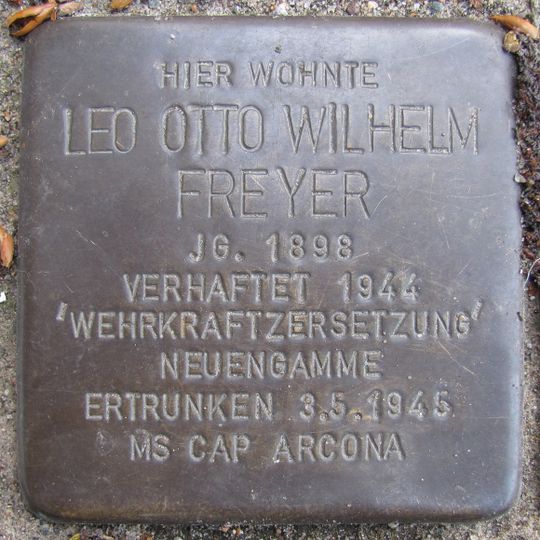 HIER WOHNTE
LEO OTTO WILHELM
FREYER
JG. 1898
VERHAFTET 1944
'WEHRKRAFTZERSETZUNG'
NEUENGAMME
ERTRUNKEN 3.5.1945
MS CAP ARCONA